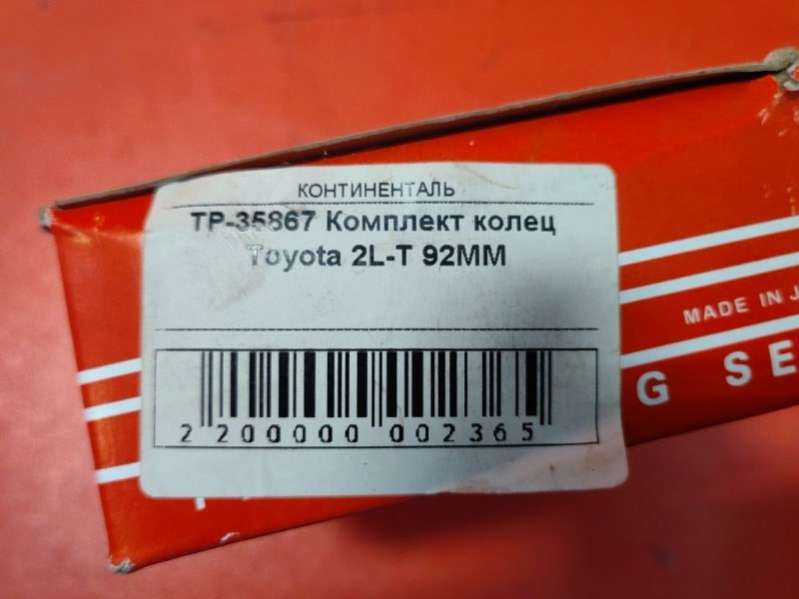 КОНТИНЕНТАЛЬ
TP-35867 Комплект колец
Toyota 2L-T 92MM
MADE IN J
G SE
2 200000 002365